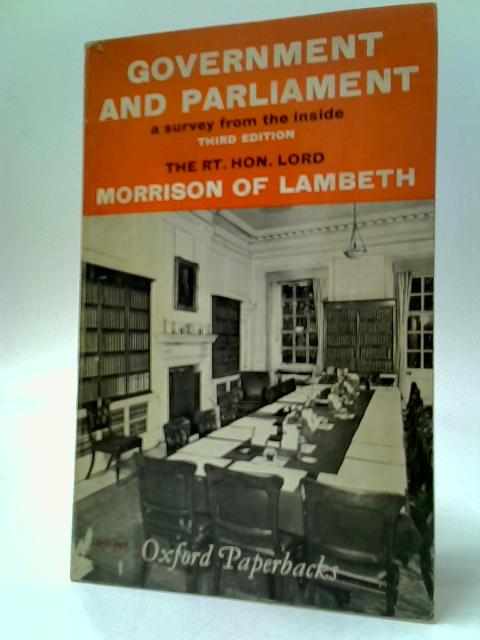 GOVERNMENT
AND PARLIAMENT
a survey from the inside
THIRD EDITION
THE RT. HON. LORD
MORRISON OF LAMBETH
Oxford Paperbacks